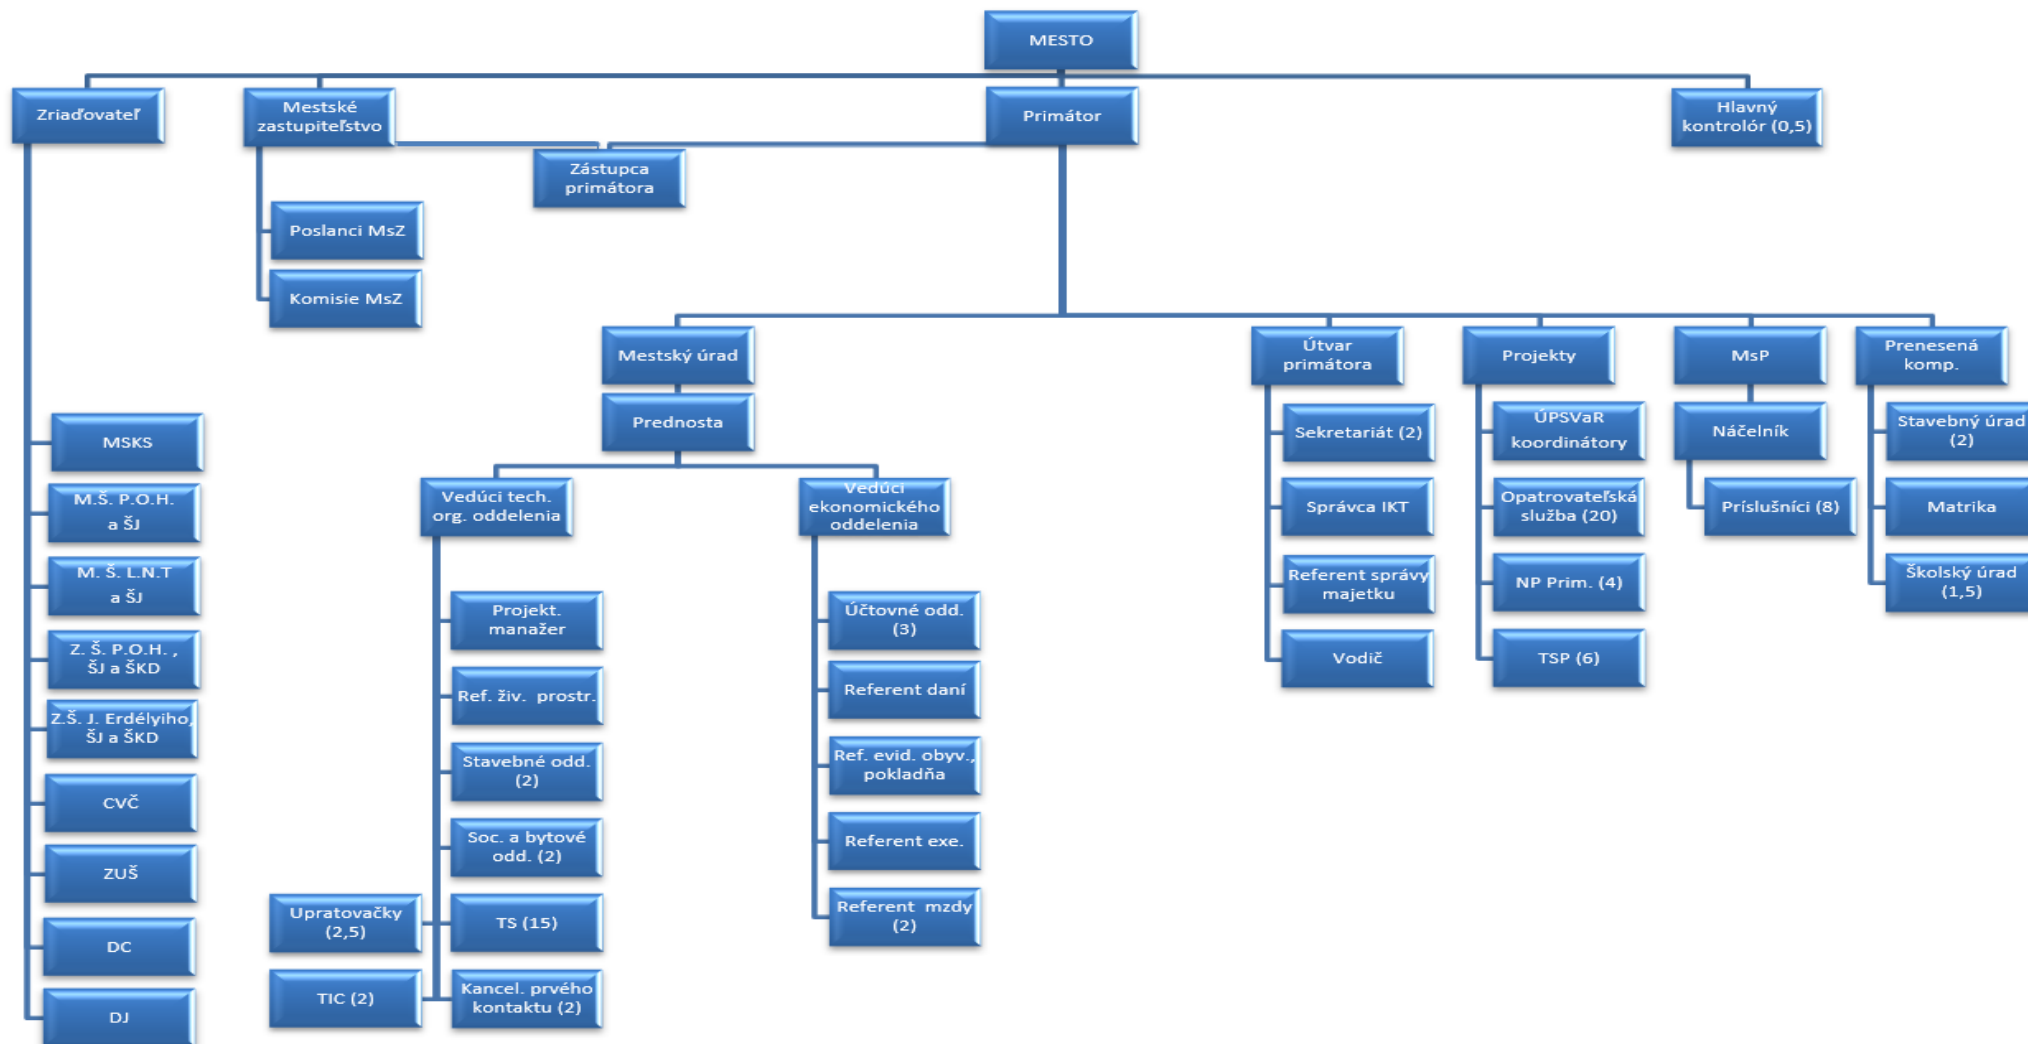 MESTO
Zriaďovateľ
Mestské
zastupiteľstvo
Primátor
Hlavný
kontrolór (0,5)
Zástupca
primátora
Poslanci MsZ
Komisie MsZ
Mestský úrad
Prednosta
Útvar
primátora
Projekty
MsP
Prenesená
komp.
MSKS
M.Š. P.O.H.
a ŠJ
M. Š. L.N.T
a ŠJ
Z. Š. P.O.H. ,
ŠJ a ŠKD
Z.Š. J. Erdélyiho,
ŠJ a ŠKD
CVČ
ZUŠ
DC
DJ
Vedúci tech.
org. oddelenia
Projekt.
manažer
Ref. živ. prostr.
Stavebné odd.
(2)
Soc. a bytové
odd. (2)
Upratovačky
(2,5)
TS (15)
TIC (2)
Kancel. prvého
kontaktu (2)
Vedúci
ekonomického
oddelenia
Účtovné odd.
(3)
Referent daní
Ref. evid. obyv.,
pokladňa
Referent exe.
Referent mzdy
(2)
Sekretariát (2)
Správca IKT
Referent správy
majetku
Vodič
ÚPSVaR
koordinátory
Opatrovateľská
služba (20)
NP Prim. (4)
TSP (6)
Náčelník
Príslušníci (8)
Stavebný úrad
(2)
Matrika
Školský úrad
(1,5)